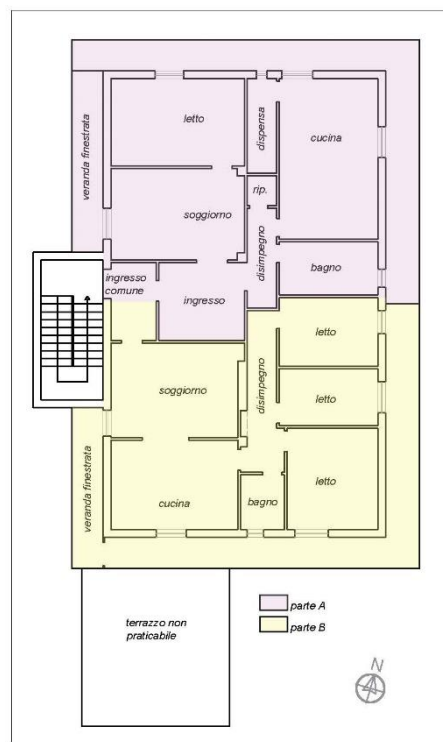 veranda finestrata
letto
dispensa
cucina
rip.
soggiorno
disimpegno
bagno
ingresso
comune
ingresso
letto
soggiorno
disimpegno
letto
veranda finestrata
cucina
bagno
letto
terrazzo non
praticabile
parte A
parte B
N